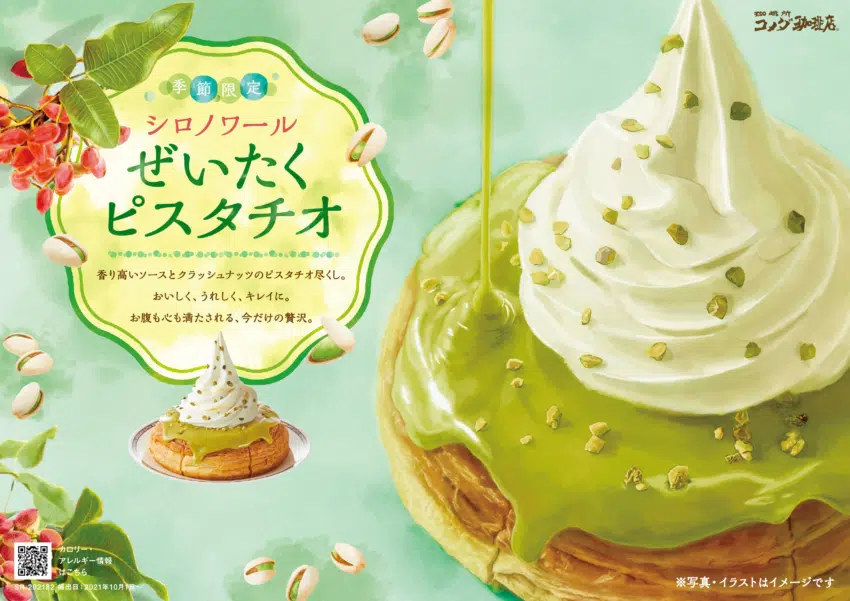 コメダ珈琲店
季節限定
シロノワール
ぜいたく
ピスタチオ
香り高いソースとクラッシュナッツのピスタチオ尽くし。
おいしく、うれしく、キレイに。
お腹も心も満たされる、今だけの贅沢。
カロリー・
アレルギー情報
はこちら
※写真・イラストはイメージです